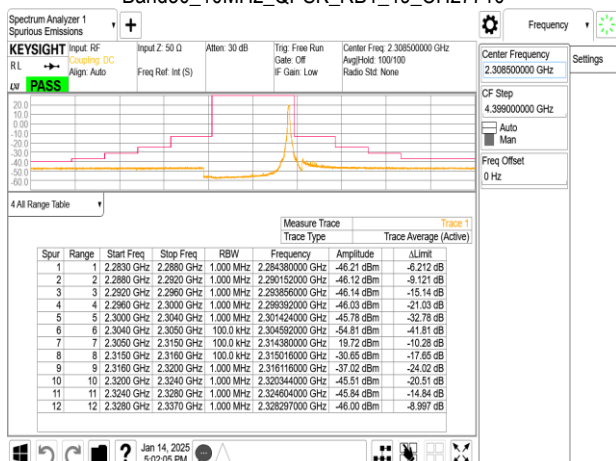 Spectrum Analyzer 1
Spurious Emissions
Frequency
KEYSIGHT Input: RF Input Z: 50 Ω Atten: 30 dB Trig: Free Run Center Freq: 2.308500000 GHz
RL Coupling: DC Gate: Off Avg|Hold: 100/100
Align: Auto Freq Ref: Int (S) IF Gain: Low Radio Std: None
LXI PASS
Center Frequency
2.308500000 GHz
Settings
CF Step
4.399000000 GHz
Auto
Man
Freq Offset
0 Hz
20.0
10.0
0.00
-10.0
-20.0
-30.0
-40.0
-50.0
-60.0
4 All Range Table
Measure Trace Trace 1
Trace Type Trace Average (Active)
Spur Range Start Freq Stop Freq RBW Frequency Amplitude ΔLimit
1 1 2.2830 GHz 2.2880 GHz 1.000 MHz 2.284380000 GHz -46.21 dBm -6.212 dB
2 2 2.2880 GHz 2.2920 GHz 1.000 MHz 2.290152000 GHz -46.12 dBm -9.121 dB
3 3 2.2920 GHz 2.2960 GHz 1.000 MHz 2.293856000 GHz -46.14 dBm -15.14 dB
4 4 2.2960 GHz 2.3000 GHz 1.000 MHz 2.299392000 GHz -46.03 dBm -21.03 dB
5 5 2.3000 GHz 2.3040 GHz 1.000 MHz 2.301424000 GHz -45.78 dBm -32.78 dB
6 6 2.3040 GHz 2.3050 GHz 100.0 kHz 2.304592000 GHz -54.81 dBm -41.81 dB
7 7 2.3050 GHz 2.3150 GHz 100.0 kHz 2.314380000 GHz 19.72 dBm -10.28 dB
8 8 2.3150 GHz 2.3160 GHz 100.0 kHz 2.315016000 GHz -30.65 dBm -17.65 dB
9 9 2.3160 GHz 2.3200 GHz 1.000 MHz 2.316116000 GHz -37.02 dBm -24.02 dB
10 10 2.3200 GHz 2.3240 GHz 1.000 MHz 2.320344000 GHz -45.51 dBm -20.51 dB
11 11 2.3240 GHz 2.3280 GHz 1.000 MHz 2.324604000 GHz -45.84 dBm -14.84 dB
12 12 2.3280 GHz 2.3370 GHz 1.000 MHz 2.328297000 GHz -46.00 dBm -8.997 dB
Jan 14, 2025
5:02:05 PM